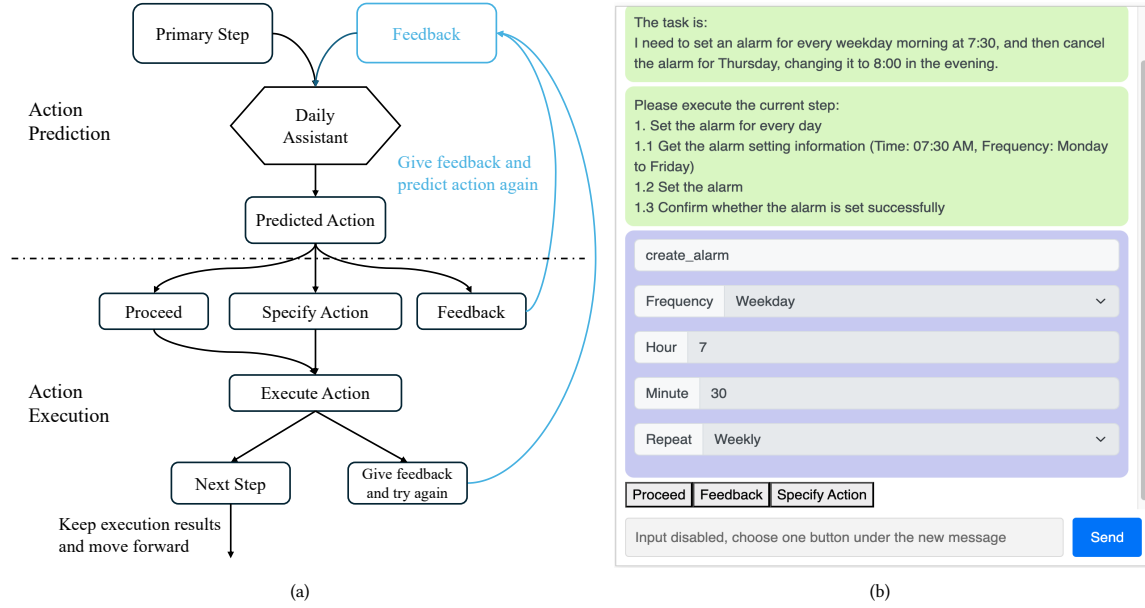 Primary Step
Feedback
Action
Prediction
Daily
Assistant
Give feedback and
predict action again
Predicted Action
Proceed
Specify Action
Feedback
Action
Execution
Execute Action
Next Step
Give feedback
and try again
Keep execution results
and move forward
(a)
The task is:
I need to set an alarm for every weekday morning at 7:30, and then cancel
the alarm for Thursday, changing it to 8:00 in the evening.
Please execute the current step:
1. Set the alarm for every day
1.1 Get the alarm setting information (Time: 07:30 AM, Frequency: Monday
to Friday)
1.2 Set the alarm
1.3 Confirm whether the alarm is set successfully
create_alarm
Frequency Weekday
Hour 7
Minute 30
Repeat Weekly
Proceed Feedback Specify Action
Input disabled, choose one button under the new message Send
(b)